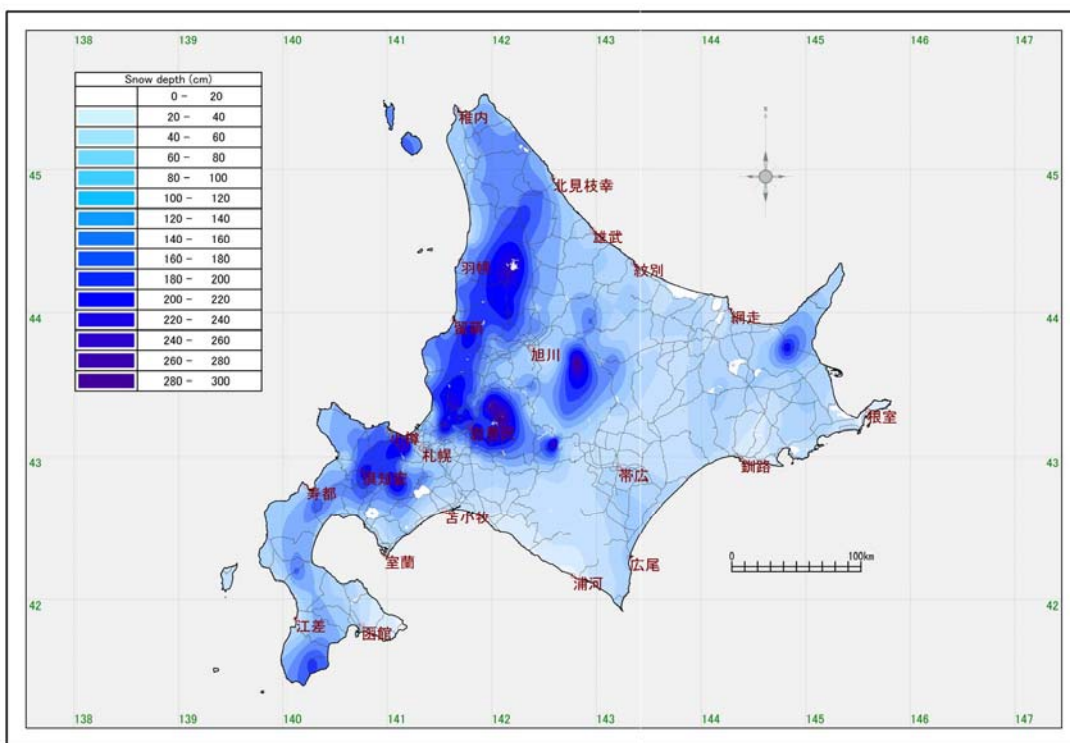 138 139 140 141 142 143 144 145 146 147
Snow depth (cm)
0 - 20
20 - 40
40 - 60
60 - 80
80 - 100
100 - 120
120 - 140
140 - 160
160 - 180
180 - 200
200 - 220
220 - 240
240 - 260
260 - 280
280 - 300
稚内
45 45
北見枝幸
雄武
羽幌
紋別
44 44
留萌
網走
旭川
根室
岩見沢
小樽
札幌
43 43
釧路
帯広
倶知安
寿都
苫小牧
0 100km
室蘭
広尾
浦河
42 42
江差
函館
138 139 140 141 142 143 144 145 146 147